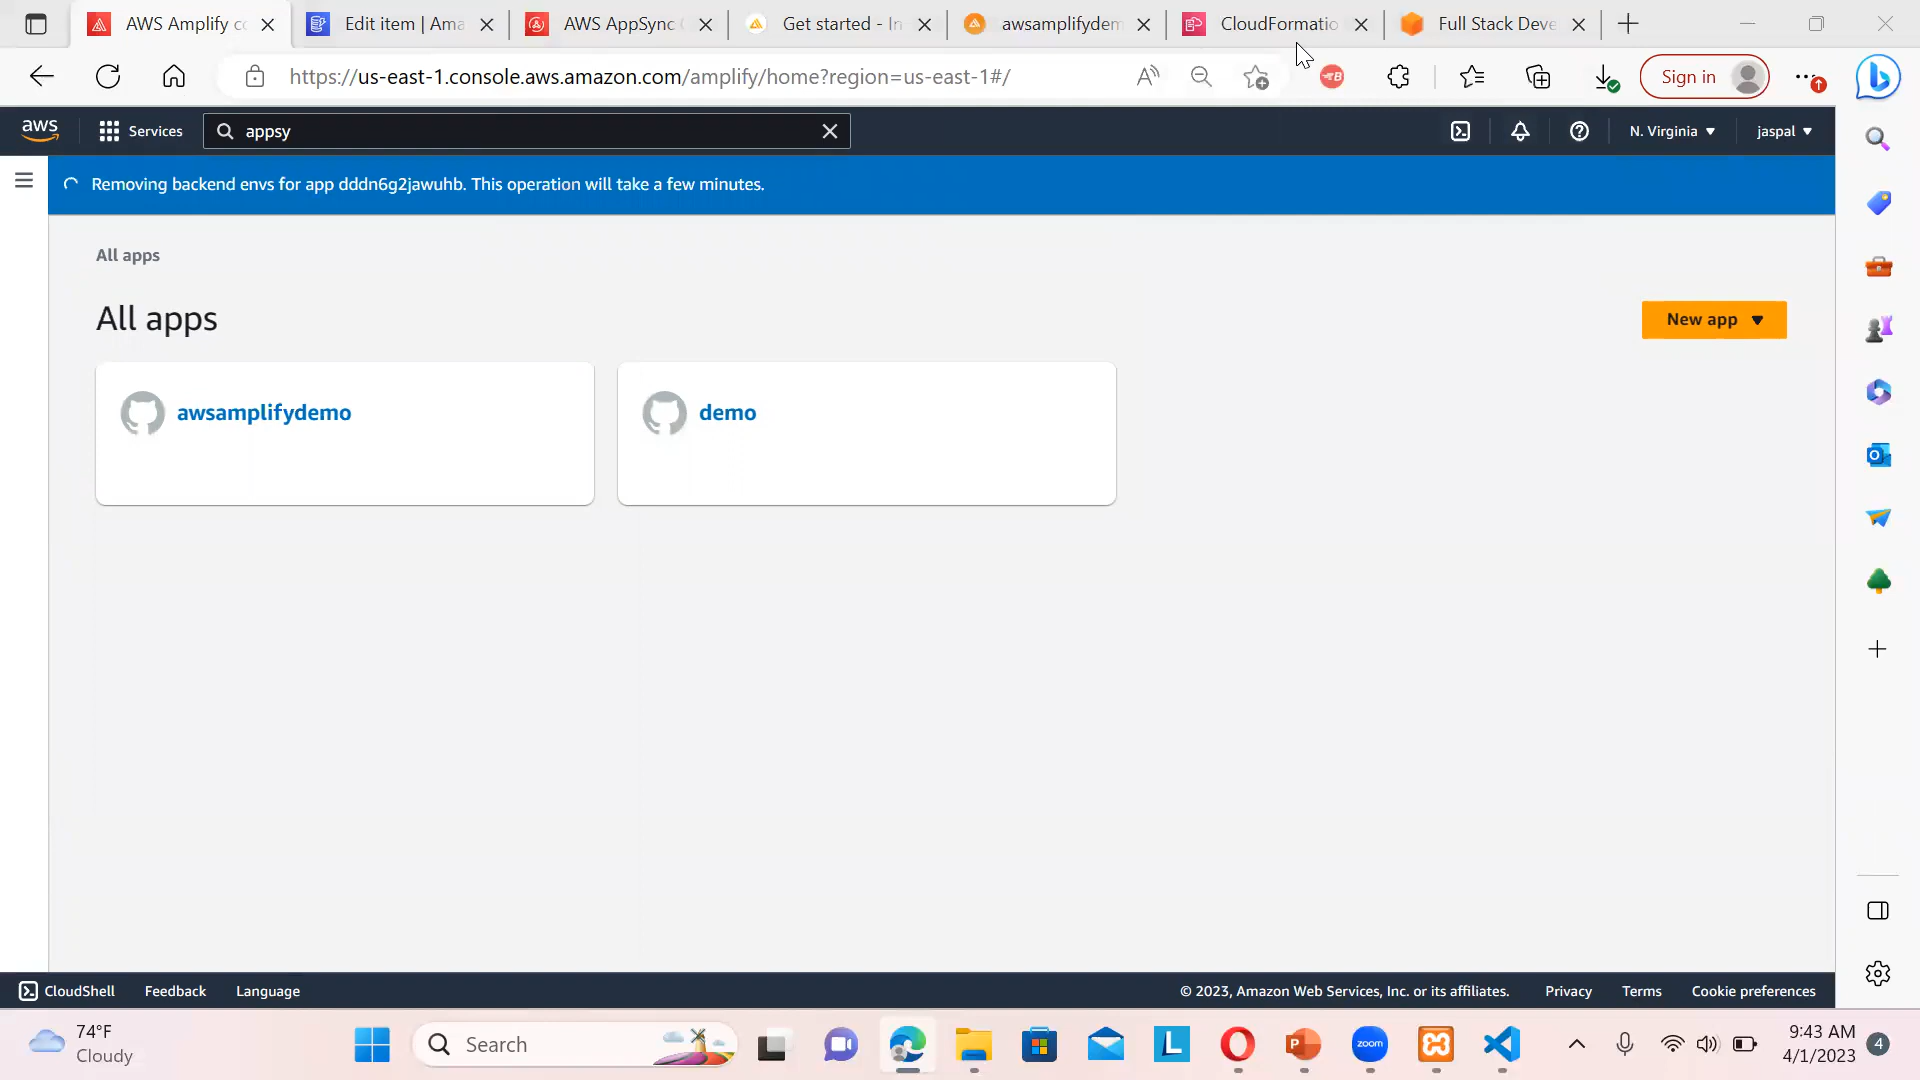 AWS Amplify co
Edit item | Ama
AWS AppSync
Get started - In
awsamplifydem
CloudFormatio
Full Stack Deve
https://us-east-1.console.aws.amazon.com/amplify/home?region=us-east-1#/
Sign in
aws
Services
appsy
N. Virginia
jaspal
Removing backend envs for app dddn6g2jawuhb. This operation will take a few minutes.
All apps
All apps
New app
awsamplifydemo
demo
CloudShell
Feedback
Language
© 2023, Amazon Web Services, Inc. or its affiliates.
Privacy
Terms
Cookie preferences
74°F
Cloudy
Search
zoom
9:43 AM
4/1/2023
4